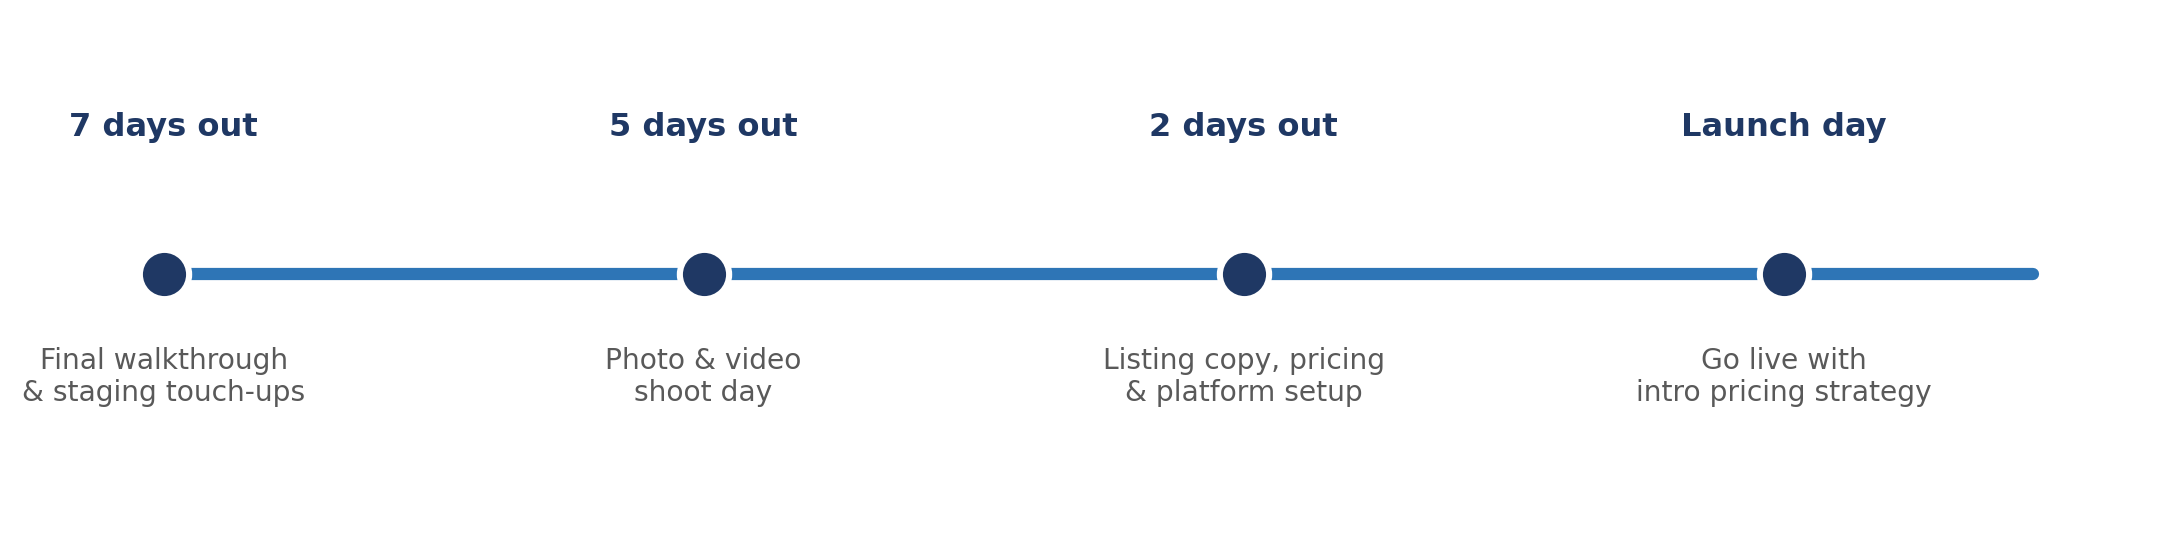 7 days out
5 days out
2 days out
Launch day
Final walkthrough
& staging touch-ups
Photo & video
shoot day
Listing copy, pricing
& platform setup
Go live with
intro pricing strategy